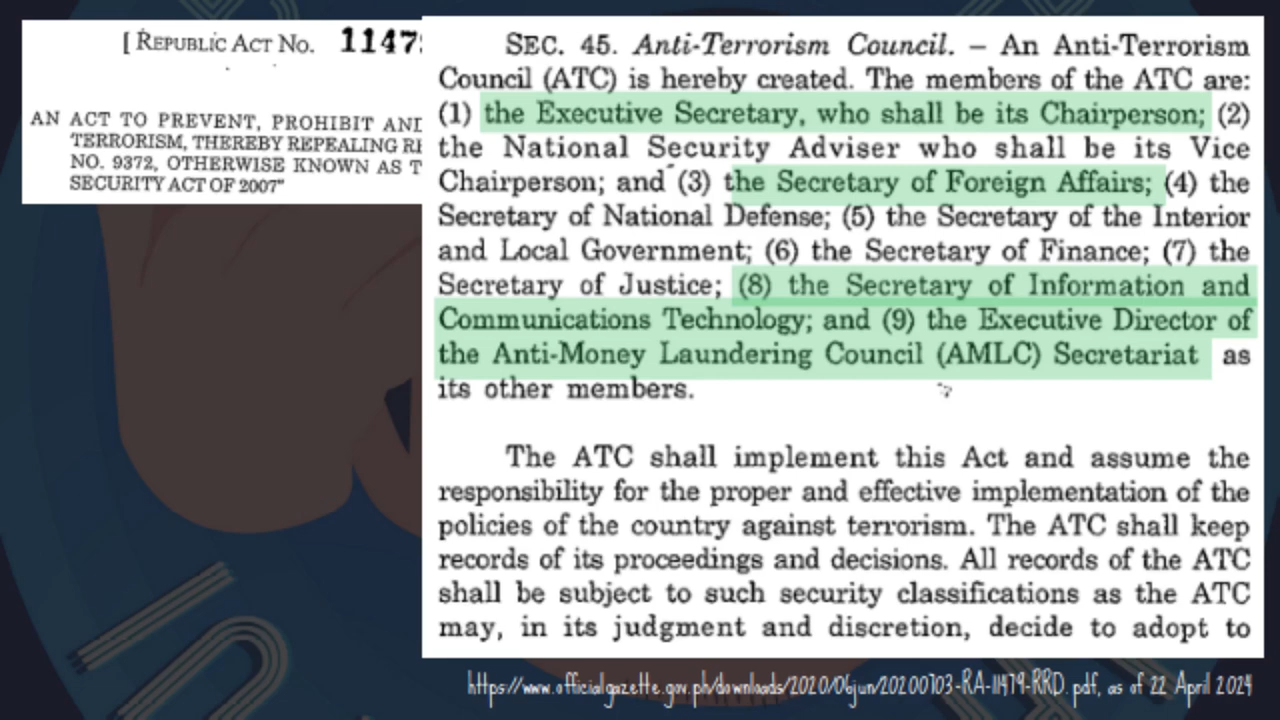 [ REPUBLIC ACT No. 1147
AN ACT TO PREVENT, PROHIBIT AND
TERRORISM, THEREBY REPEALING
NO. 9372, OTHERWISE KNOWN AS
SECURITY ACT OF 2007"
SEC. 45. Anti-Terrorism Council. – An Anti-Terrorism
Council (ATC) is hereby created. The members of the ATC are:
(1) the Executive Secretary, who shall be its Chairperson; (2)
the National Security Adviser who shall be its Vice
Chairperson; and (3) the Secretary of Foreign Affairs; (4) the
Secretary of National Defense; (5) the Secretary of the Interior
and Local Government; (6) the Secretary of Finance; (7) the
Secretary of Justice; (8) the Secretary of Information and
Communications Technology; and (9) the Executive Director of
the Anti-Money Laundering Council (AMLC) Secretariat as
its other members.
The ATC shall implement this Act and assume the
responsibility for the proper and effective implementation of the
policies of the country against terrorism. The ATC shall keep
records of its proceedings and decisions. All records of the ATC
shall be subject to such security classifications as the ATC
may, in its judgment and discretion, decide to adopt to
https://www.officialgazette.gov.ph/downloads/2020/06jun/20200703-RA-11479-RRD.pdf, as of 22 April 2024